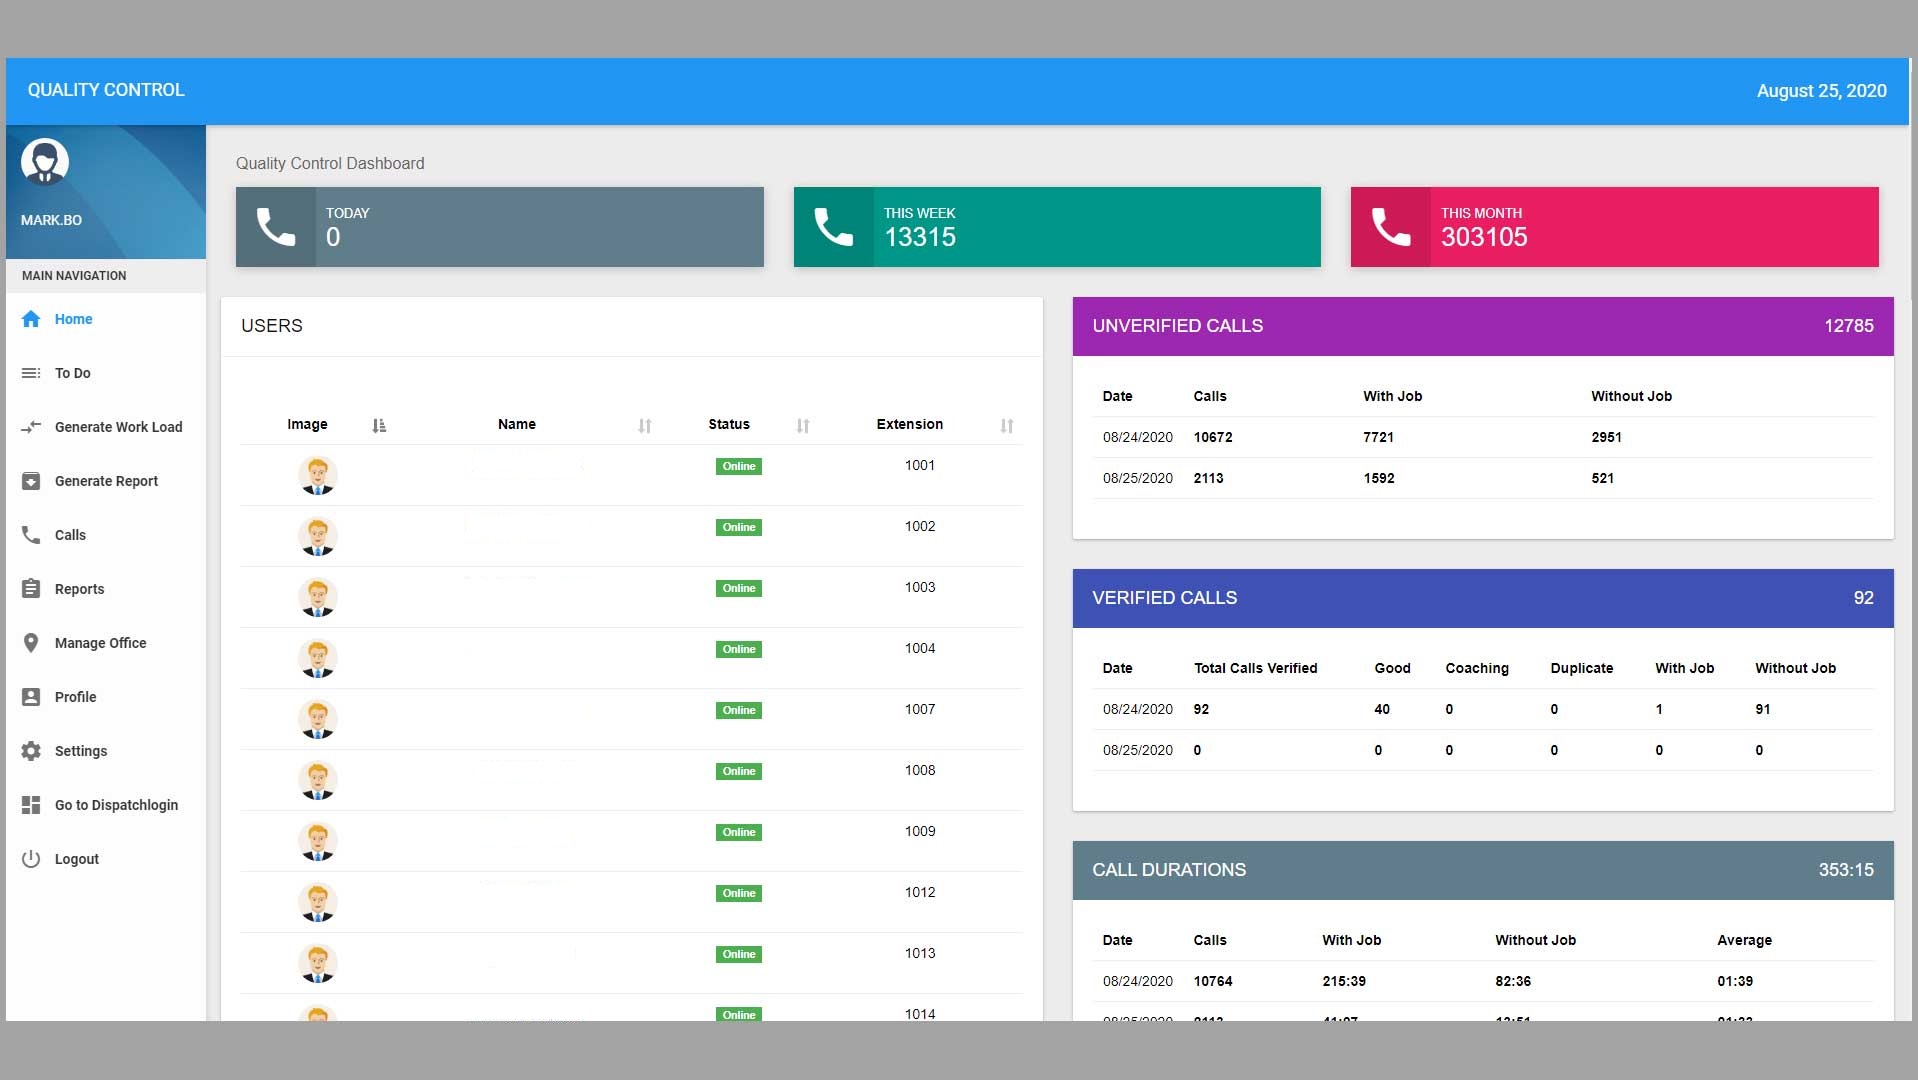 QUALITY CONTROL
August 25, 2020
MARK.BO
MAIN NAVIGATION
Home
To Do
Generate Work Load
Generate Report
Calls
Reports
Manage Office
Profile
Settings
Go to Dispatchlogin
Logout
Quality Control Dashboard
TODAY
0
THIS WEEK
13315
THIS MONTH
303105
USERS
Image Name Status Extension
Online 1001
Online 1002
Online 1003
Online 1004
Online 1007
Online 1008
Online 1009
Online 1012
Online 1013
Online 1014
UNVERIFIED CALLS 12785
Date Calls With Job Without Job
08/24/2020 10672 7721 2951
08/25/2020 2113 1592 521
VERIFIED CALLS 92
Date Total Calls Verified Good Coaching Duplicate With Job Without Job
08/24/2020 92 40 0 0 1 91
08/25/2020 0 0 0 0 0 0
CALL DURATIONS 353:15
Date Calls With Job Without Job Average
08/24/2020 10764 215:39 82:36 01:39
08/25/2020 2113